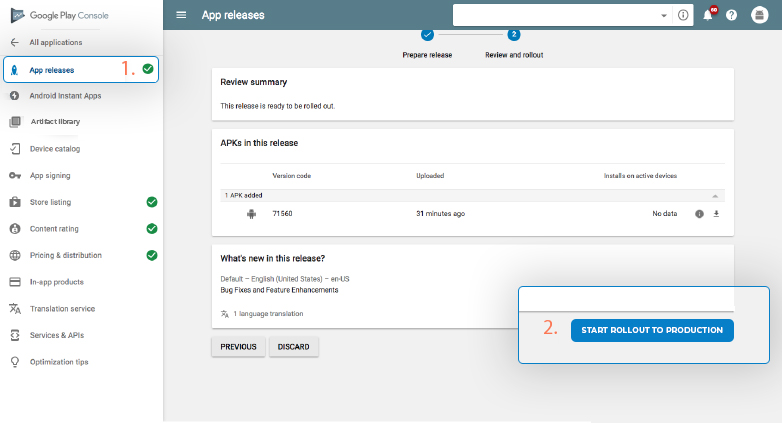 Google Play Console
App releases
60
All applications
2
App releases
1.
Prepare release
Review and rollout
Android Instant Apps
Review summary
Artifact library
This release is ready to be rolled out.
Device catalog
APKs in this release
App signing
Version code
Uploaded
Installs on active devices
Store listing
1 APK added
71560
31 minutes ago
No data
Content rating
Pricing & distribution
What's new in this release?
In-app products
Default – English (United States) – en-US
Bug Fixes and Feature Enhancements
Translation service
1 language translation
Services & APIs
2.
START ROLLOUT TO PRODUCTION
PREVIOUS
DISCARD
Optimization tips